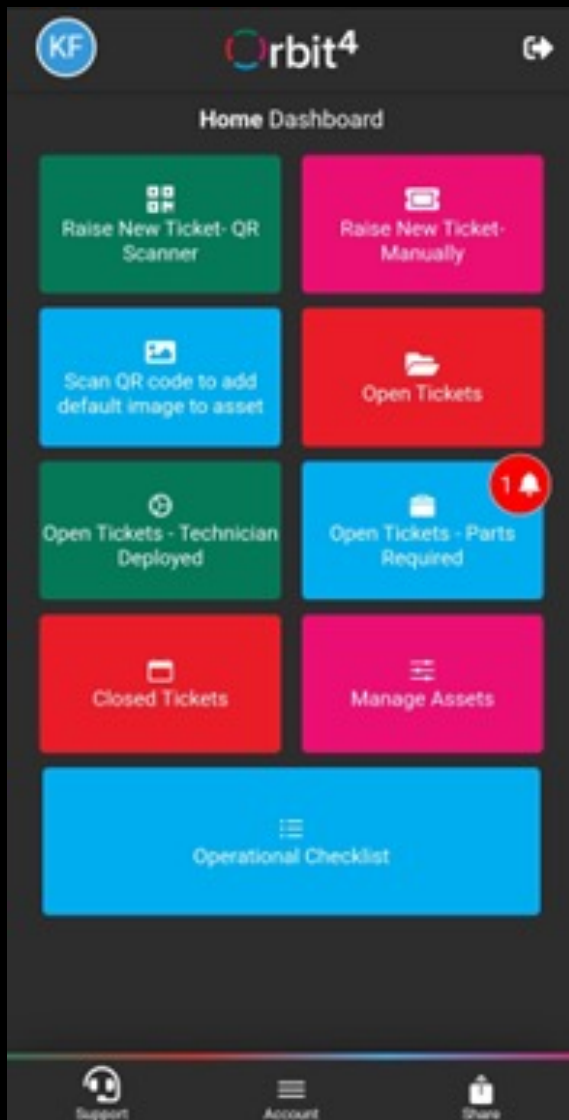 KF
Orbit4
Home Dashboard
Raise New Ticket- QR
Scanner
Raise New Ticket-
Manually
Scan QR code to add
default image to asset
Open Tickets
Open Tickets - Technician
Deployed
1
Open Tickets - Parts
Required
Closed Tickets
Manage Assets
Operational Checklist
Support
Account
Share